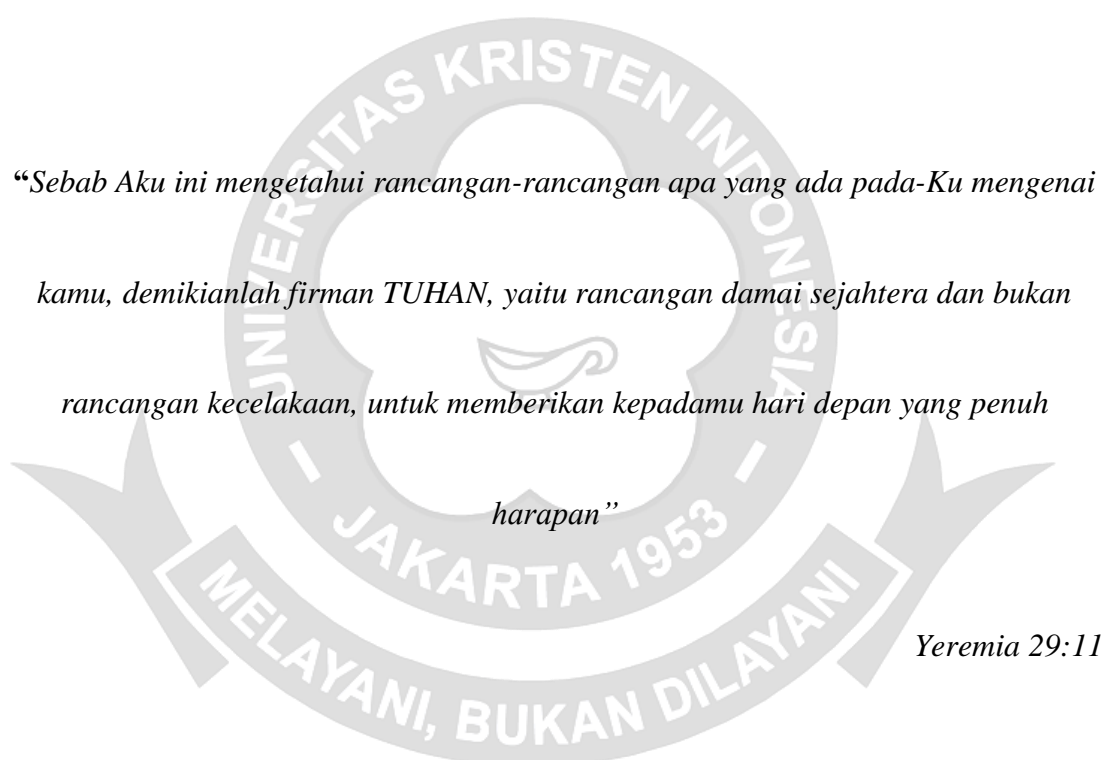 “Sebab Aku ini mengetahui rancangan-rancangan apa yang ada pada-Ku mengenai
kamu, demikianlah firman TUHAN, yaitu rancangan damai sejahtera dan bukan
rancangan kecelakaan, untuk memberikan kepadamu hari depan yang penuh
harapan”
Yeremia 29:11
UNIVERSITAS KRISTEN INDONESIA
- JAKARTA 1953 -
MELAYANI, BUKAN DILAYANI